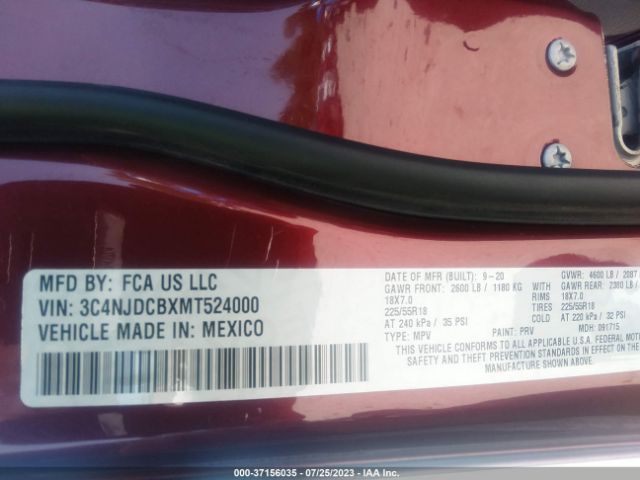 MFD BY: FCA US LLC
VIN: 3C4NJDCBXMT524000
VEHICLE MADE IN: MEXICO
DATE OF MFR (BUILT): 9-20
GVWR: 4600 LB / 2087
GAWR FRONT: 2600 LB / 1180 KG
WITH
GAWR REAR: 2380 LB /
18X7.0
RIMS
18X7.0
225/55R18
TIRES
225/55R18
AT 240 kPa / 35 PSI
COLD
AT 220 kPa / 32 PSI
TYPE: MPV
PAINT: PRV
MDH: 091715
THIS VEHICLE CONFORMS TO ALL APPLICABLE U.S.A. FEDERAL MOTOR
SAFETY AND THEFT PREVENTION STANDARDS IN EFFECT ON THE DATE OF
MANUFACTURE SHOWN ABOVE.
000-37156035 - 07/25/2023 - IAA Inc.